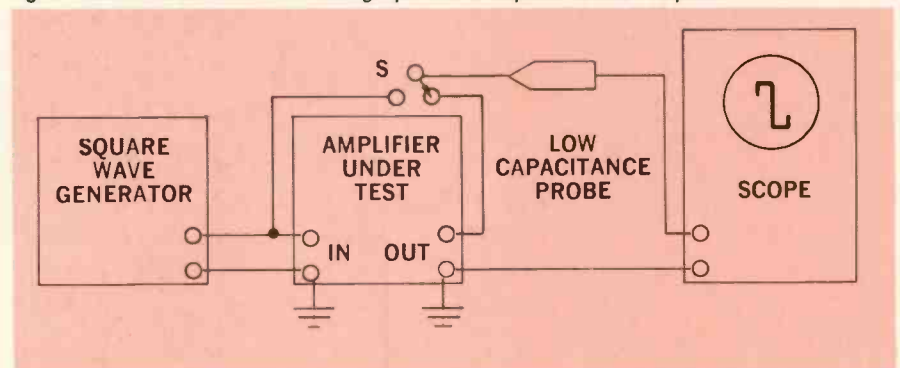 S
SQUARE
WAVE
GENERATOR
AMPLIFIER
UNDER
TEST
IN OUT
LOW
CAPACITANCE
PROBE
SCOPE